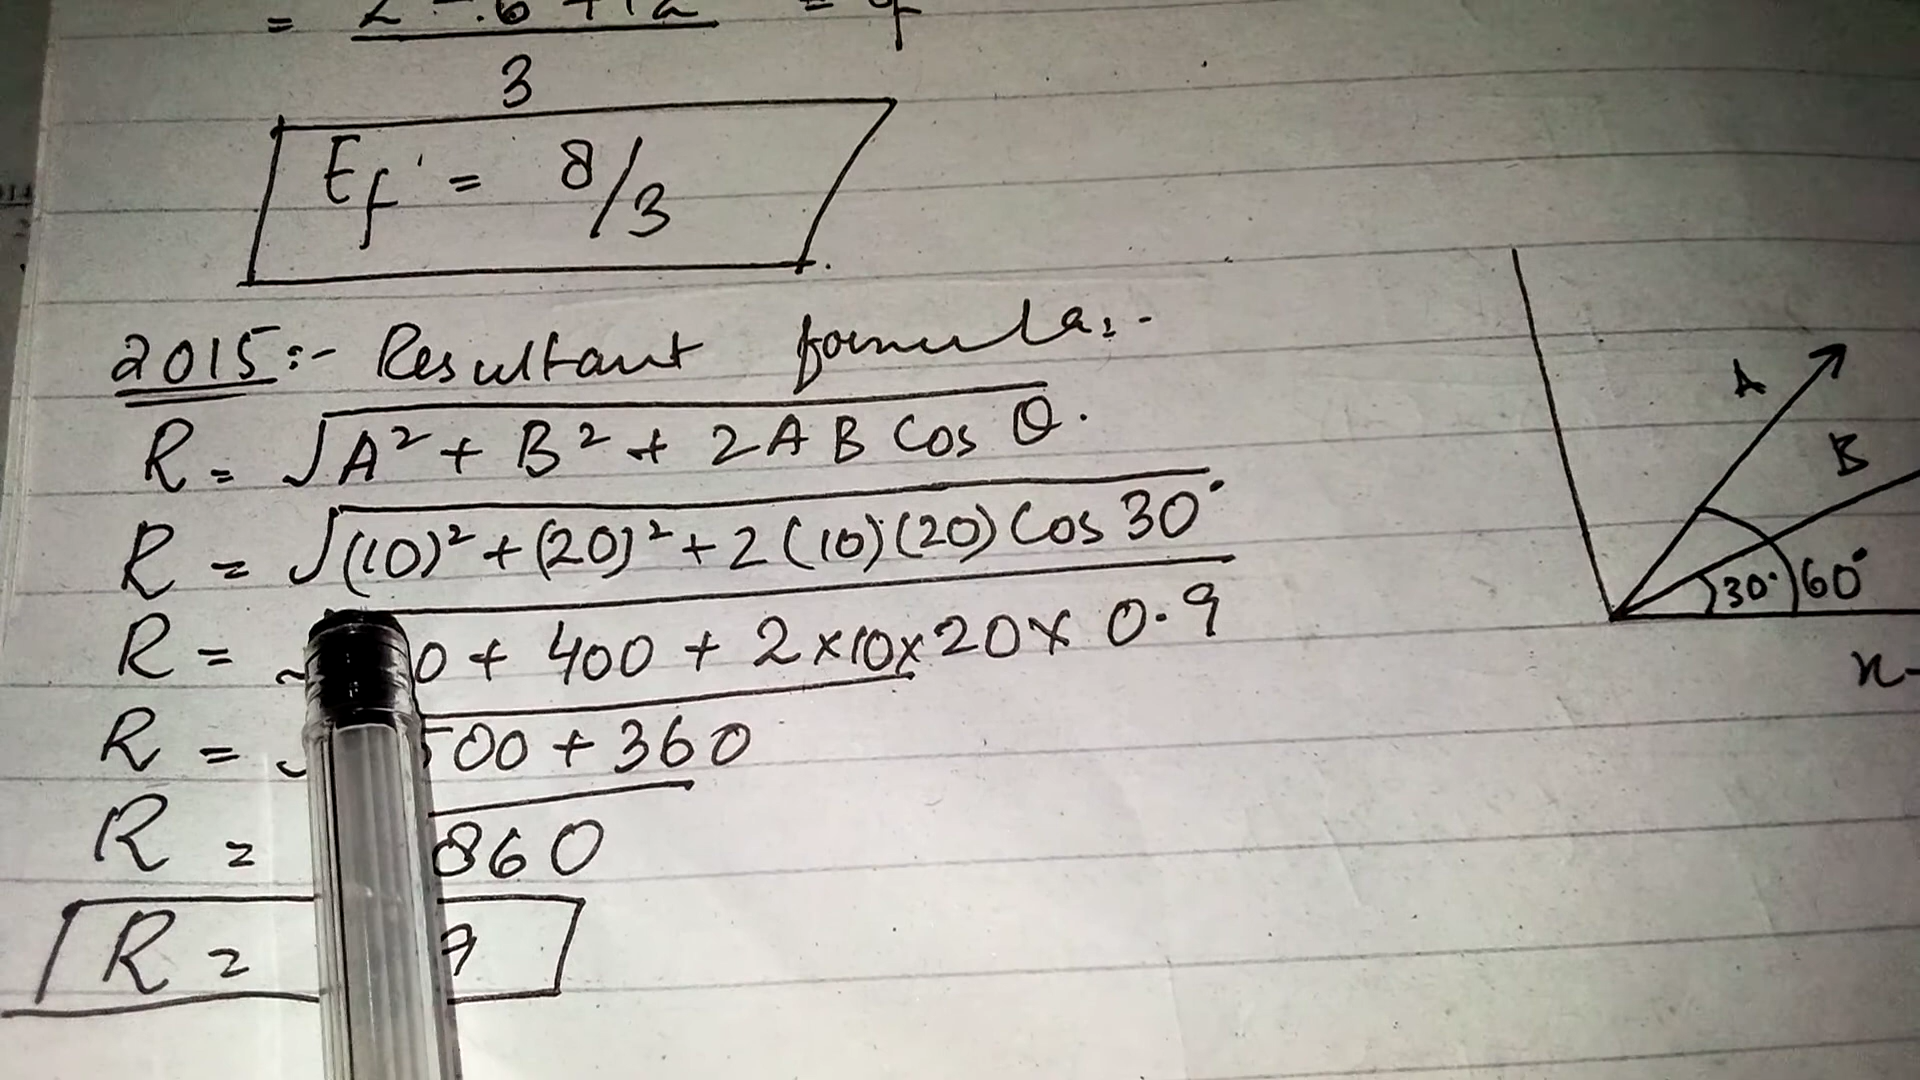 3
Ef = 8/3
2015:- Resultant formula:-
R = √A² + B² + 2AB Cos θ.
R = √(10)² + (20)² + 2(10)(20) Cos 30°
R = 0 + 400 + 2×10×20× 0.9
R = 500 + 360
R = 860
R =
A
B
30° 60°
x-